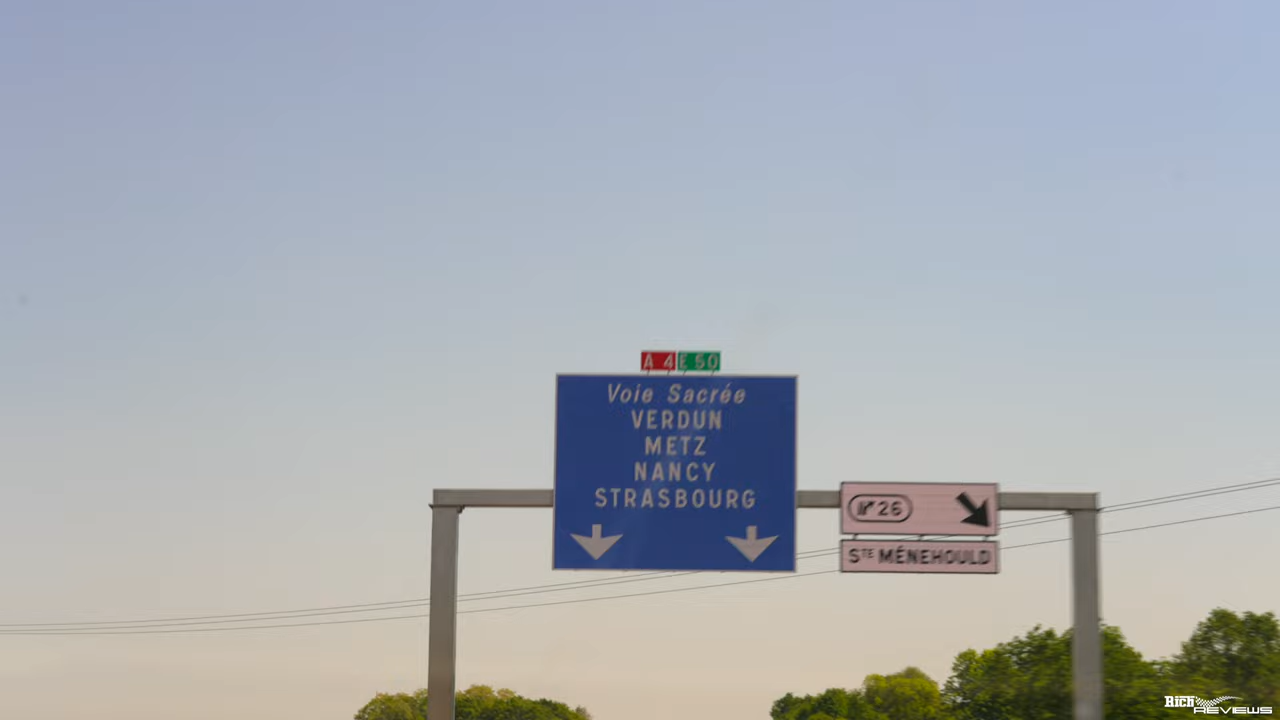 A 4 E 50
Voie Sacrée
VERDUN
METZ
NANCY
STRASBOURG
26
STE MÉNEHOULD
Rich
REVIEWS